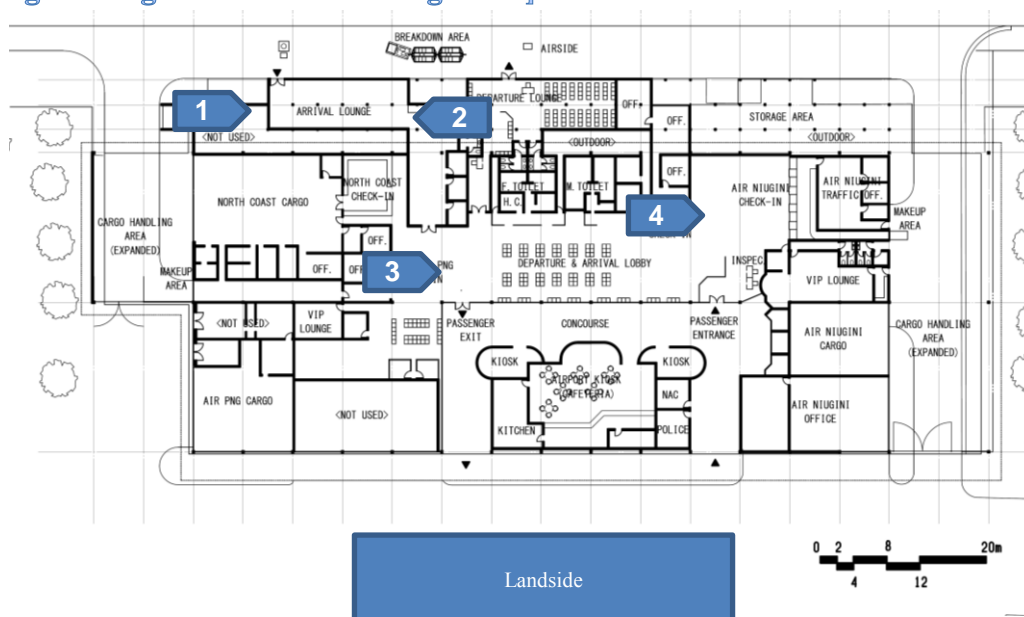 BREAKDOWN AREA
AIRSIDE
1
ARRIVAL LOUNGE
2
DEPARTURE LOUNGE
OFF.
OFF.
STORAGE AREA
<NOT USED>
<OUTDOOR>
<OUTDOOR>
NORTH COAST CARGO
NORTH COAST
CHECK-IN
F.TOILET
M.TOILET
H.C.
OFF.
4
AIR NIUGINI
CHECK-IN
AIR NIUGINI
TRAFFIC
OFF.
MAKEUP
AREA
CARGO HANDLING
AREA
(EXPANDED)
MAKEUP
AREA
OFF.
OFF.
3
PNG
DEPARTURE & ARRIVAL LOBBY
INSPEC
VIP LOUNGE
<NOT USED>
VIP
LOUNGE
PASSENGER
EXIT
CONCOURSE
PASSENGER
ENTRANCE
AIR NIUGINI
CARGO
CARGO HANDLING
AREA
(EXPANDED)
KIOSK
KIOSK
AIRPORT KIOSK
(CAFETERIA)
NAC
AIR PNG CARGO
<NOT USED>
KITCHEN
POLICE
AIR NIUGINI
OFFICE
Landside
0 2 8 20m
4 12